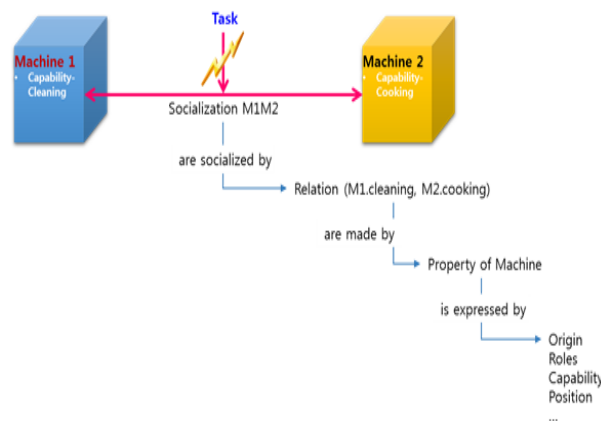 Task
Machine 1
• Capability-
Cleaning
Machine 2
• Capability-
Cooking
Socialization M1M2
are socialized by
Relation (M1.cleaning, M2.cooking)
are made by
Property of Machine
is expressed by
Origin
Roles
Capability
Position
...